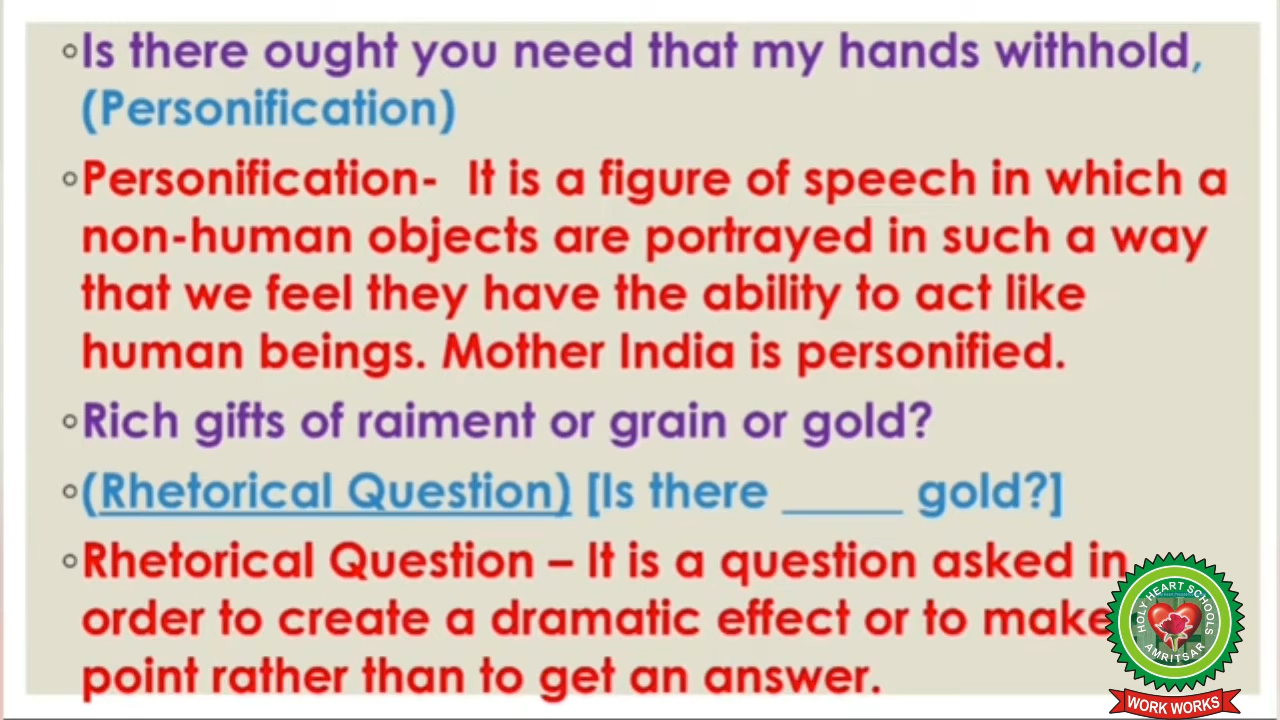 Is there ought you need that my hands withhold,
(Personification)
Personification- It is a figure of speech in which a
non-human objects are portrayed in such a way
that we feel they have the ability to act like
human beings. Mother India is personified.
Rich gifts of raiment or grain or gold?
(Rhetorical Question) [Is there _____ gold?]
Rhetorical Question – It is a question asked in
order to create a dramatic effect or to make
point rather than to get an answer.
HOLY HEART SCHOOLS
AMRITSAR
WORK WORKS